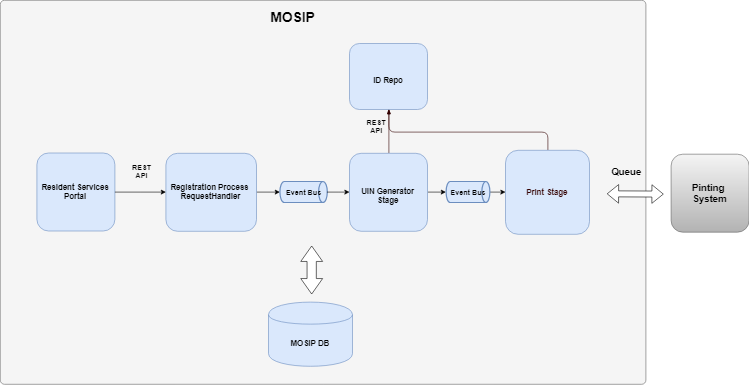 MOSIP
ID Repo
REST
API
REST
API
Resident Services
Portal
Registration Process
RequestHandler
Event Bus
UIN Generator
Stage
Event Bus
Print Stage
Queue
Pinting
System
MOSIP DB